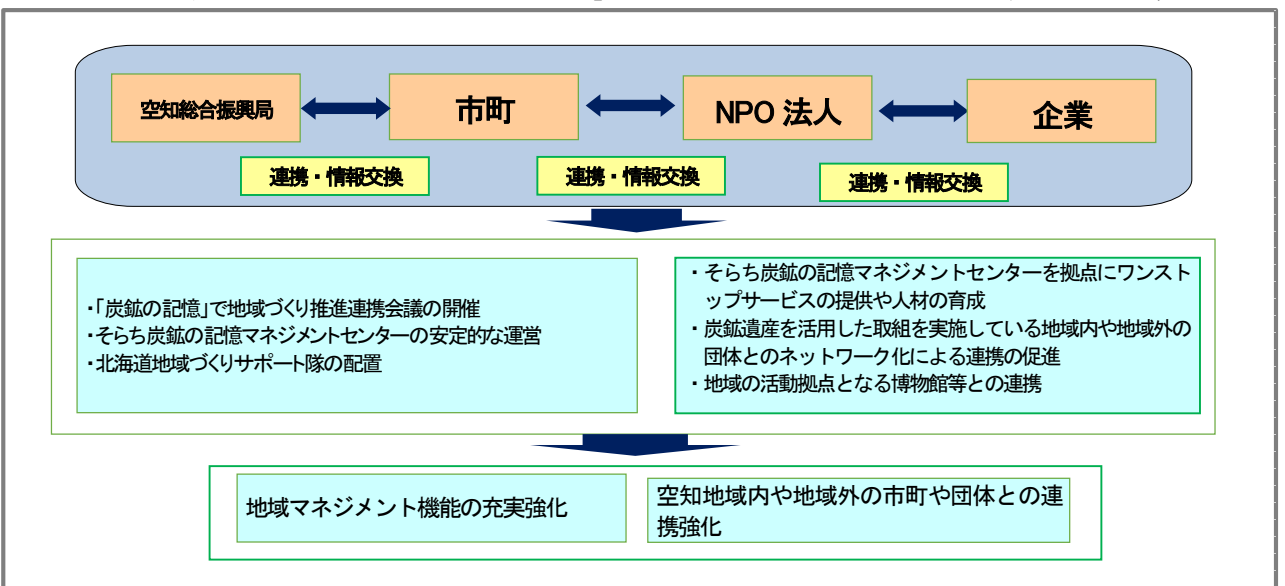 空知総合振興局
市町
NPO 法人
企業
連携・情報交換
連携・情報交換
連携・情報交換
・「炭鉱の記憶」で地域づくり推進連携会議の開催
・そらち炭鉱の記憶マネジメントセンターの安定的な運営
・北海道地域づくりサポート隊の配置
・そらち炭鉱の記憶マネジメントセンターを拠点にワンスト
ップサービスの提供や人材の育成
・炭鉱遺産を活用した取組を実施している地域内や地域外の
団体とのネットワーク化による連携の促進
・地域の活動拠点となる博物館等との連携
地域マネジメント機能の充実強化
空知地域内や地域外の市町や団体との連
携強化